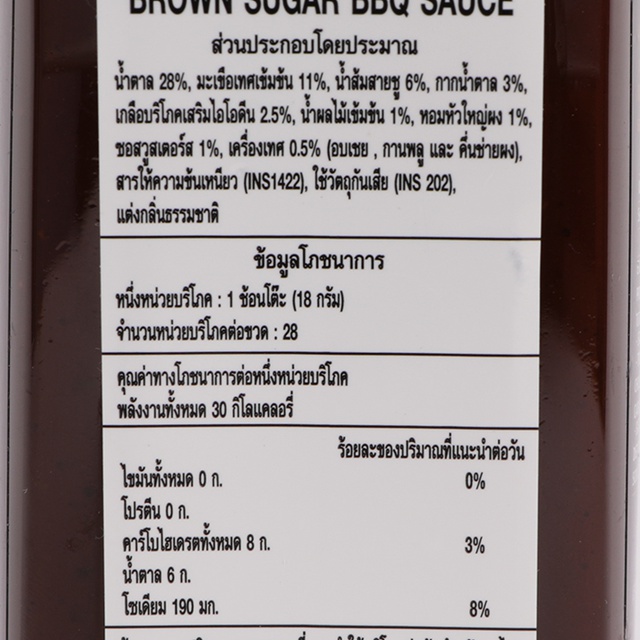 BROWN SUGAR BBQ SAUCE
ส่วนประกอบโดยประมาณ
น้ำตาล 28%, มะเขือเทศเข้มข้น 11%, น้ำส้มสายชู 6%, กากน้ำตาล 3%,
เกลือบริโภคเสริมไอโอดีน 2.5%, น้ำผลไม้เข้มข้น 1%, หอมหัวใหญ่ผง 1%,
ซอสวูสเตอร์ส 1%, เครื่องเทศ 0.5% (อบเชย , กานพลู และ คื่นช่ายผง),
สารให้ความข้นเหนียว (INS1422), ใช้วัตถุกันเสีย (INS 202),
แต่งกลิ่นธรรมชาติ
ข้อมูลโภชนาการ
หนึ่งหน่วยบริโภค : 1 ช้อนโต๊ะ (18 กรัม)
จำนวนหน่วยบริโภคต่อขวด : 28
คุณค่าทางโภชนาการต่อหนึ่งหน่วยบริโภค
พลังงานทั้งหมด 30 กิโลแคลอรี่
ร้อยละของปริมาณที่แนะนำต่อวัน
ไขมันทั้งหมด 0 ก. 0%
โปรตีน 0 ก.
คาร์โบไฮเดรตทั้งหมด 8 ก. 3%
น้ำตาล 6 ก.
โซเดียม 190 มก. 8%